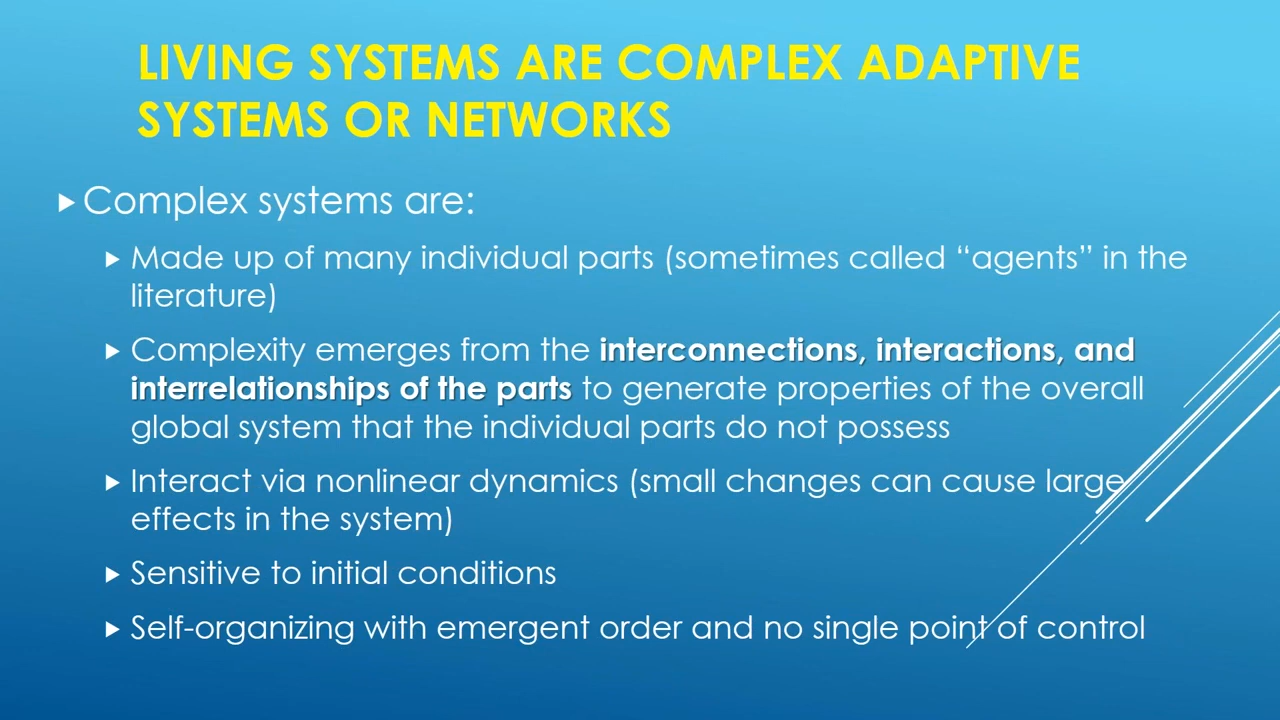 LIVING SYSTEMS ARE COMPLEX ADAPTIVE
SYSTEMS OR NETWORKS
Complex systems are:
Made up of many individual parts (sometimes called “agents” in the
literature)
Complexity emerges from the interconnections, interactions, and
interrelationships of the parts to generate properties of the overall
global system that the individual parts do not possess
Interact via nonlinear dynamics (small changes can cause large
effects in the system)
Sensitive to initial conditions
Self-organizing with emergent order and no single point of control